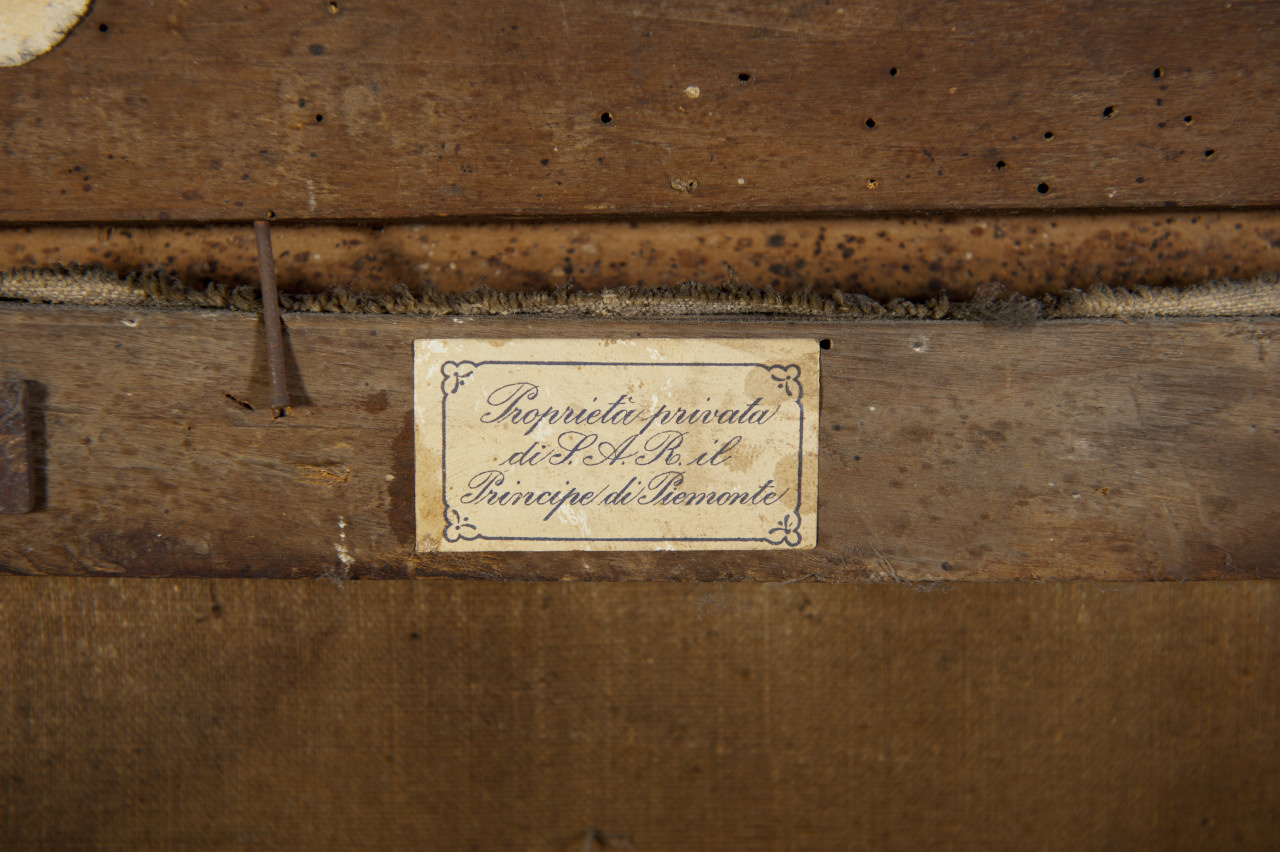 Proprietà privata
di S. A. R. il
Principe di Piemonte